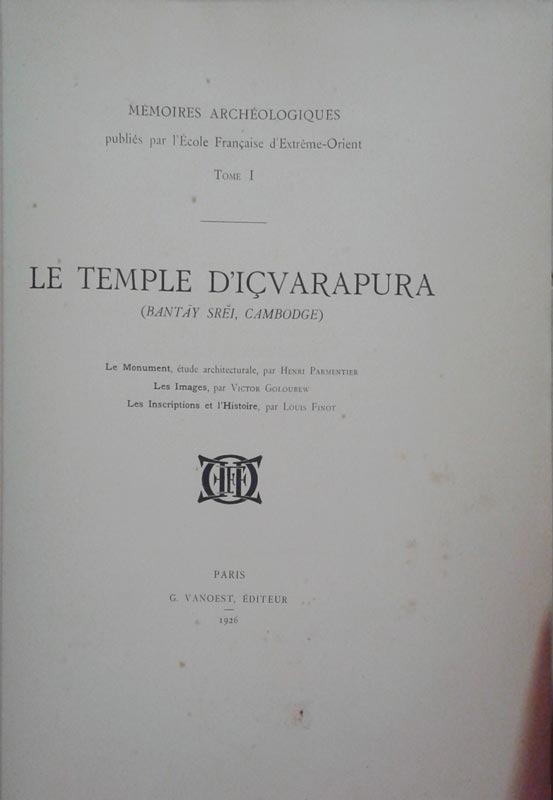 MÉMOIRES ARCHÉOLOGIQUES
publiés par l'École Française d'Extrême-Orient
TOME I
LE TEMPLE D'IÇVARAPURA
(BANTÃY SRĚI, CAMBODGE)
Le Monument, étude architecturale, par HENRI PARMENTIER
Les Images, par VICTOR GOLOUBEW
Les Inscriptions et l'Histoire, par LOUIS FINOT
PARIS
G. VANOEST, ÉDITEUR
1926